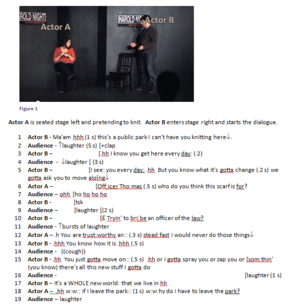 HAROLD NIGHT
HAROLD NIGHT
Actor A
Actor B
Figure 1
Actor A is seated stage left and pretending to knit. Actor B enters stage right and starts the dialogue.
1 Actor B - Ma'am hhh (1 s) this's a public park i can't have you knitting here↓.
2 Audience - ↑laughter (5 s) [+clap
3 Actor B – [.hh i know you get here every day: (.2)
4 Audience - ↓laughter [ (3 s)
5 Actor B - [I see: you every day: .hh But you know what it's gotta change (.2 s) we
gotta ask you to move alo[ng↓
6 Actor A – [Off:icer Tho:mas (.5 s) who do you think this scarf is for?
7 Audience – phh [ho ho ho ho
8 Actor B - [tsk
9 Audience – [laughter [(2 s)
10 Actor B – [£ Tryin' to bri:be an officer of the law?
11 Audience - ↑bursts of laughter
12 Actor A – h You are trust worthy an:: (.3 s) stead fast I would never do those things↓
13 Actor B - hhh You know how it is .hhh (.5 s)
14 Audience - ((cough))
15 Actor B - .hh You just gotta move on:: (.5 s) .hh or I gotta spray you or zap you or (som:thin'
(you know) there's all this new stuff I gotta do
16 Audience - [laughter (1 s)
17 Actor B – It's a WHOLE new world: that we live in hh
18 Actor A - .hh w:w:: if i leave the park:: (1 s) w:w:hy do I have to leave the park?
19 Audience – laughter